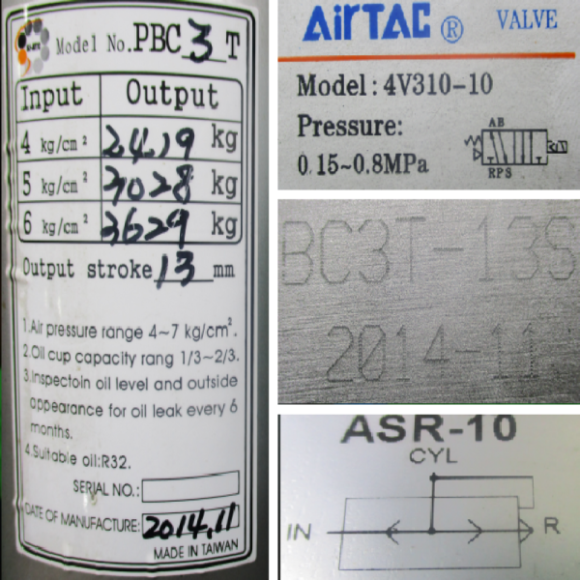 Model No.PBC 3 T
Input Output
4 kg/cm² 2419 kg
5 kg/cm² 3028 kg
6 kg/cm² 3629 kg
Output stroke 13 mm
1.Air pressure range 4~7 kg/cm².
2.Oil cup capacity rang 1/3~2/3.
3.Inspectoin oil level and outside
appearance for oil leak every 6
months.
4.Suitable oil:R32.
SERIAL NO.:
DATE OF MANUFACTURE: 2014.11
MADE IN TAIWAN
AirTAC ® VALVE
Model:4V310-10
Pressure:
0.15~0.8MPa
AB
RPS
BC3T-13S
2014-11
ASR-10
CYL
IN R